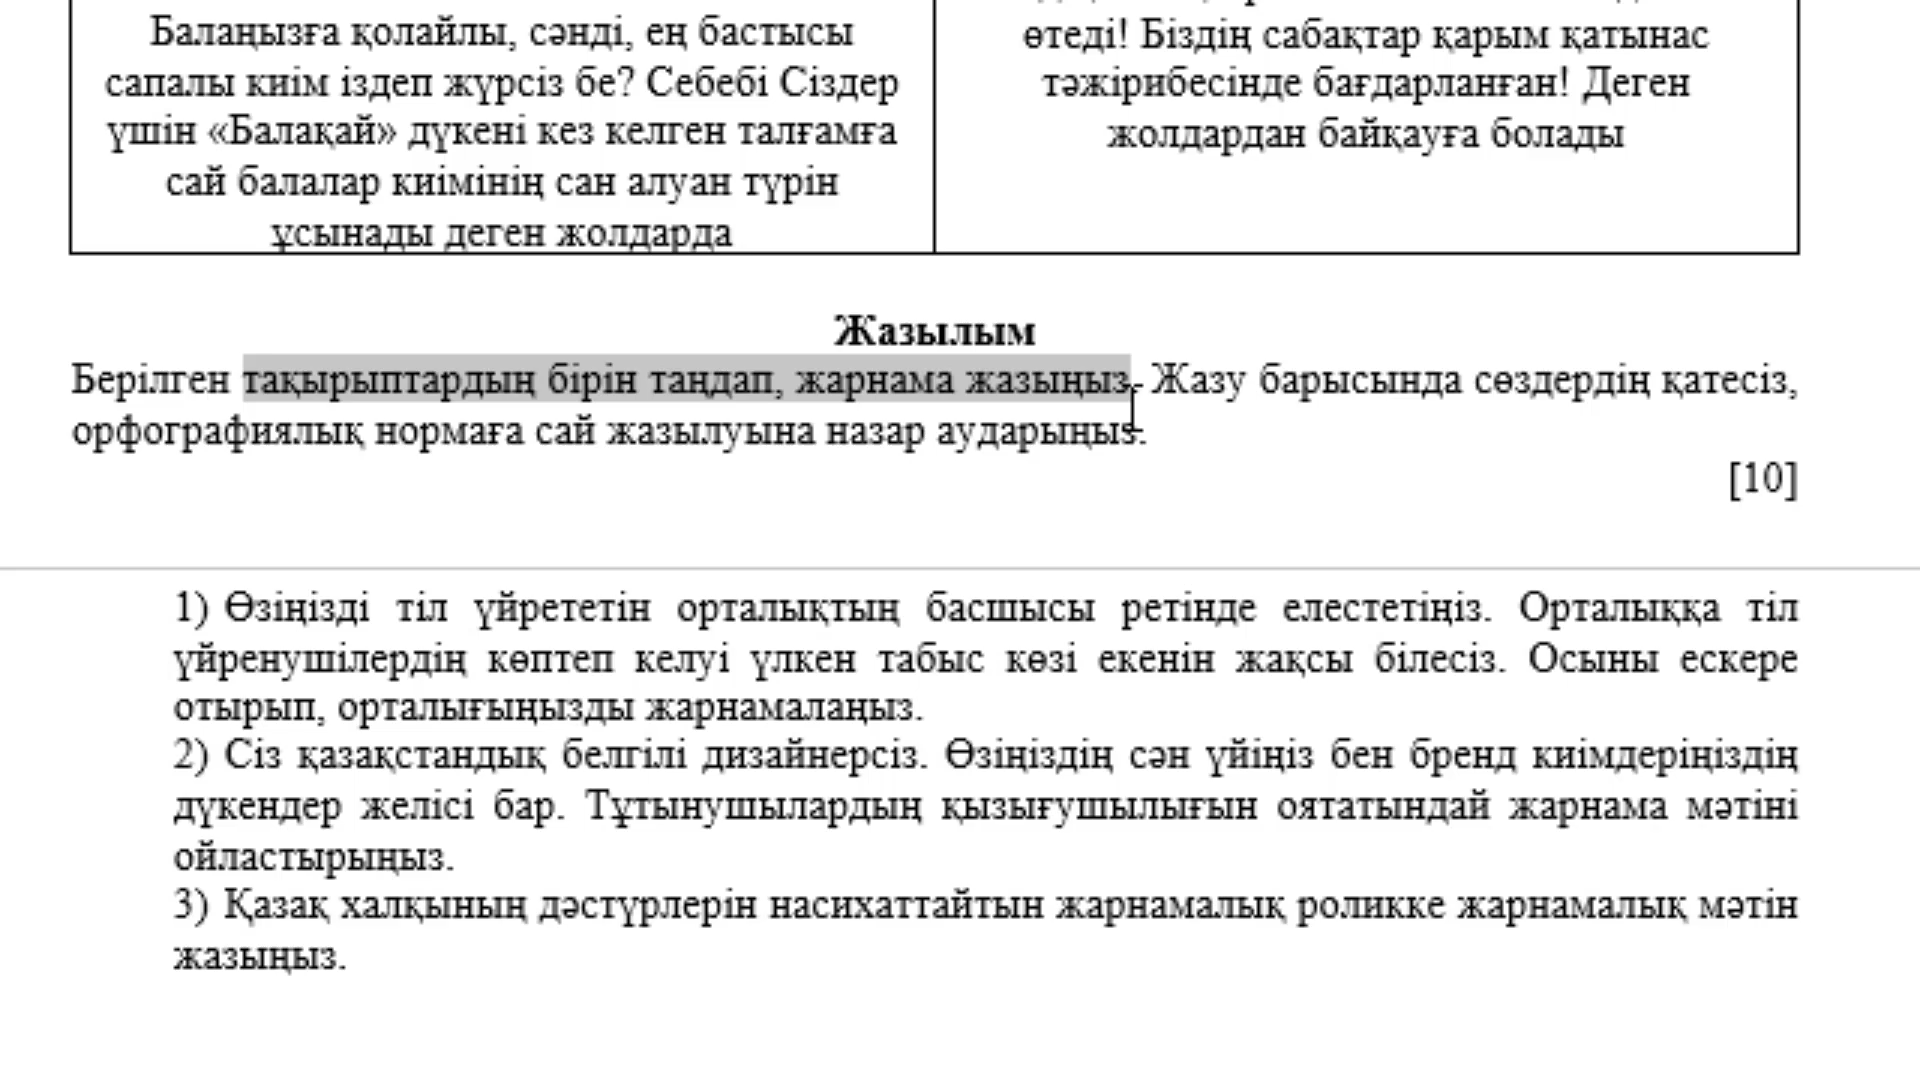 Балаңызға қолайлы, сәнді, ең бастысы
сапалы киім іздеп жүрсіз бе? Себебі Сіздер
үшін «Балақай» дүкені кез келген талғамға
сай балалар киімінің сан алуан түрін
ұсынады деген жолдарда
өтеді! Біздің сабақтар қарым қатынас
тәжірибесінде бағдарланған! Деген
жолдардан байқауға болады
Жазылым
Берілген тақырыптардың бірін таңдап, жарнама жазыңыз. Жазу барысында сөздердің қатесіз,
орфографиялық нормаға сай жазылуына назар аударыңыз.
[10]
1) Өзіңізді тіл үйрететін орталықтың басшысы ретінде елестетіңіз. Орталыққа тіл
үйренушілердің көптеп келуі үлкен табыс көзі екенін жақсы білесіз. Осыны ескере
отырып, орталығыңызды жарнамалаңыз.
2) Сіз қазақстандық белгілі дизайнерсіз. Өзіңіздің сән үйіңіз бен бренд киімдеріңіздің
дүкендер желісі бар. Тұтынушылардың қызығушылығын оятатындай жарнама мәтіні
ойластырыңыз.
3) Қазақ халқының дәстүрлерін насихаттайтын жарнамалық роликке жарнамалық мәтін
жазыңыз.